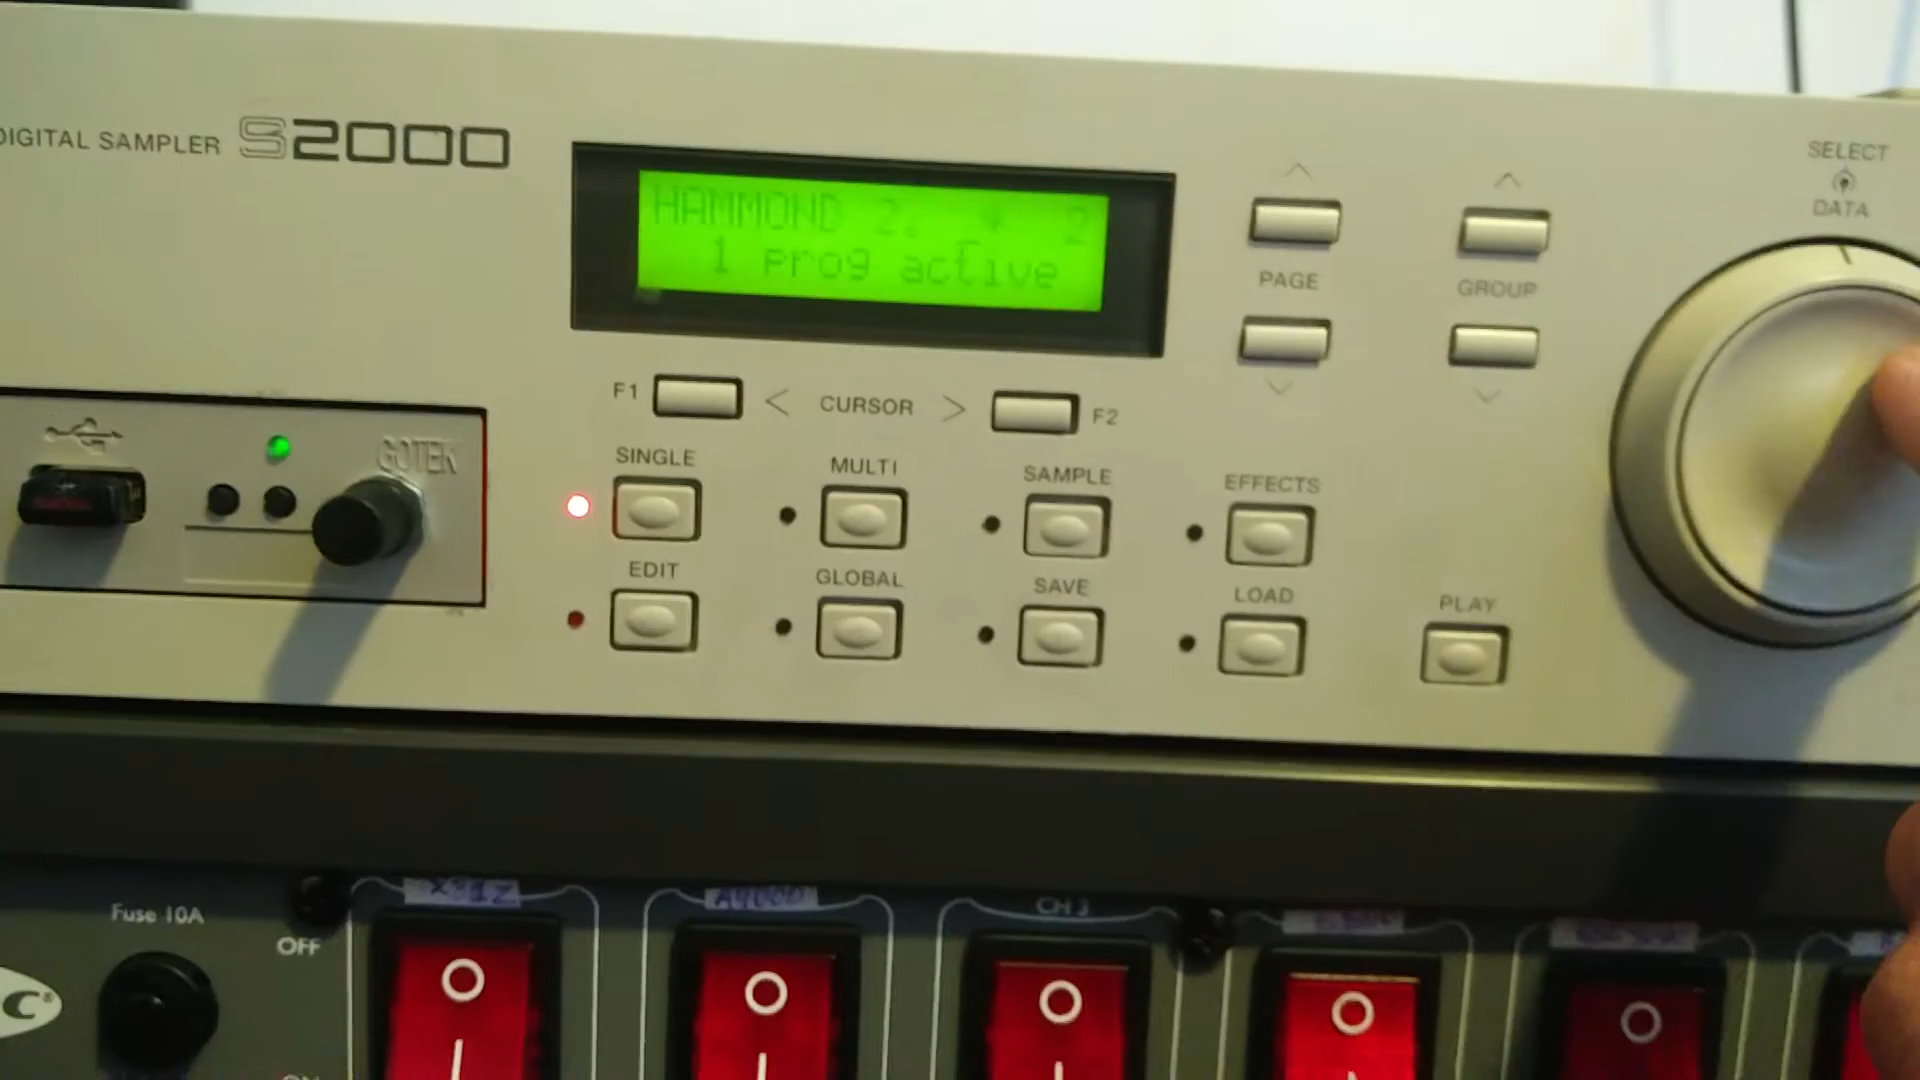 DIGITAL SAMPLER S2000
HAMMOND 2. * 2
1 prog active
SELECT
DATA
PAGE
GROUP
F1 < CURSOR > F2
GOTEK
SINGLE
MULTI
SAMPLE
EFFECTS
EDIT
GLOBAL
SAVE
LOAD
PLAY
Fuse 10A
OFF
CH 3
C®